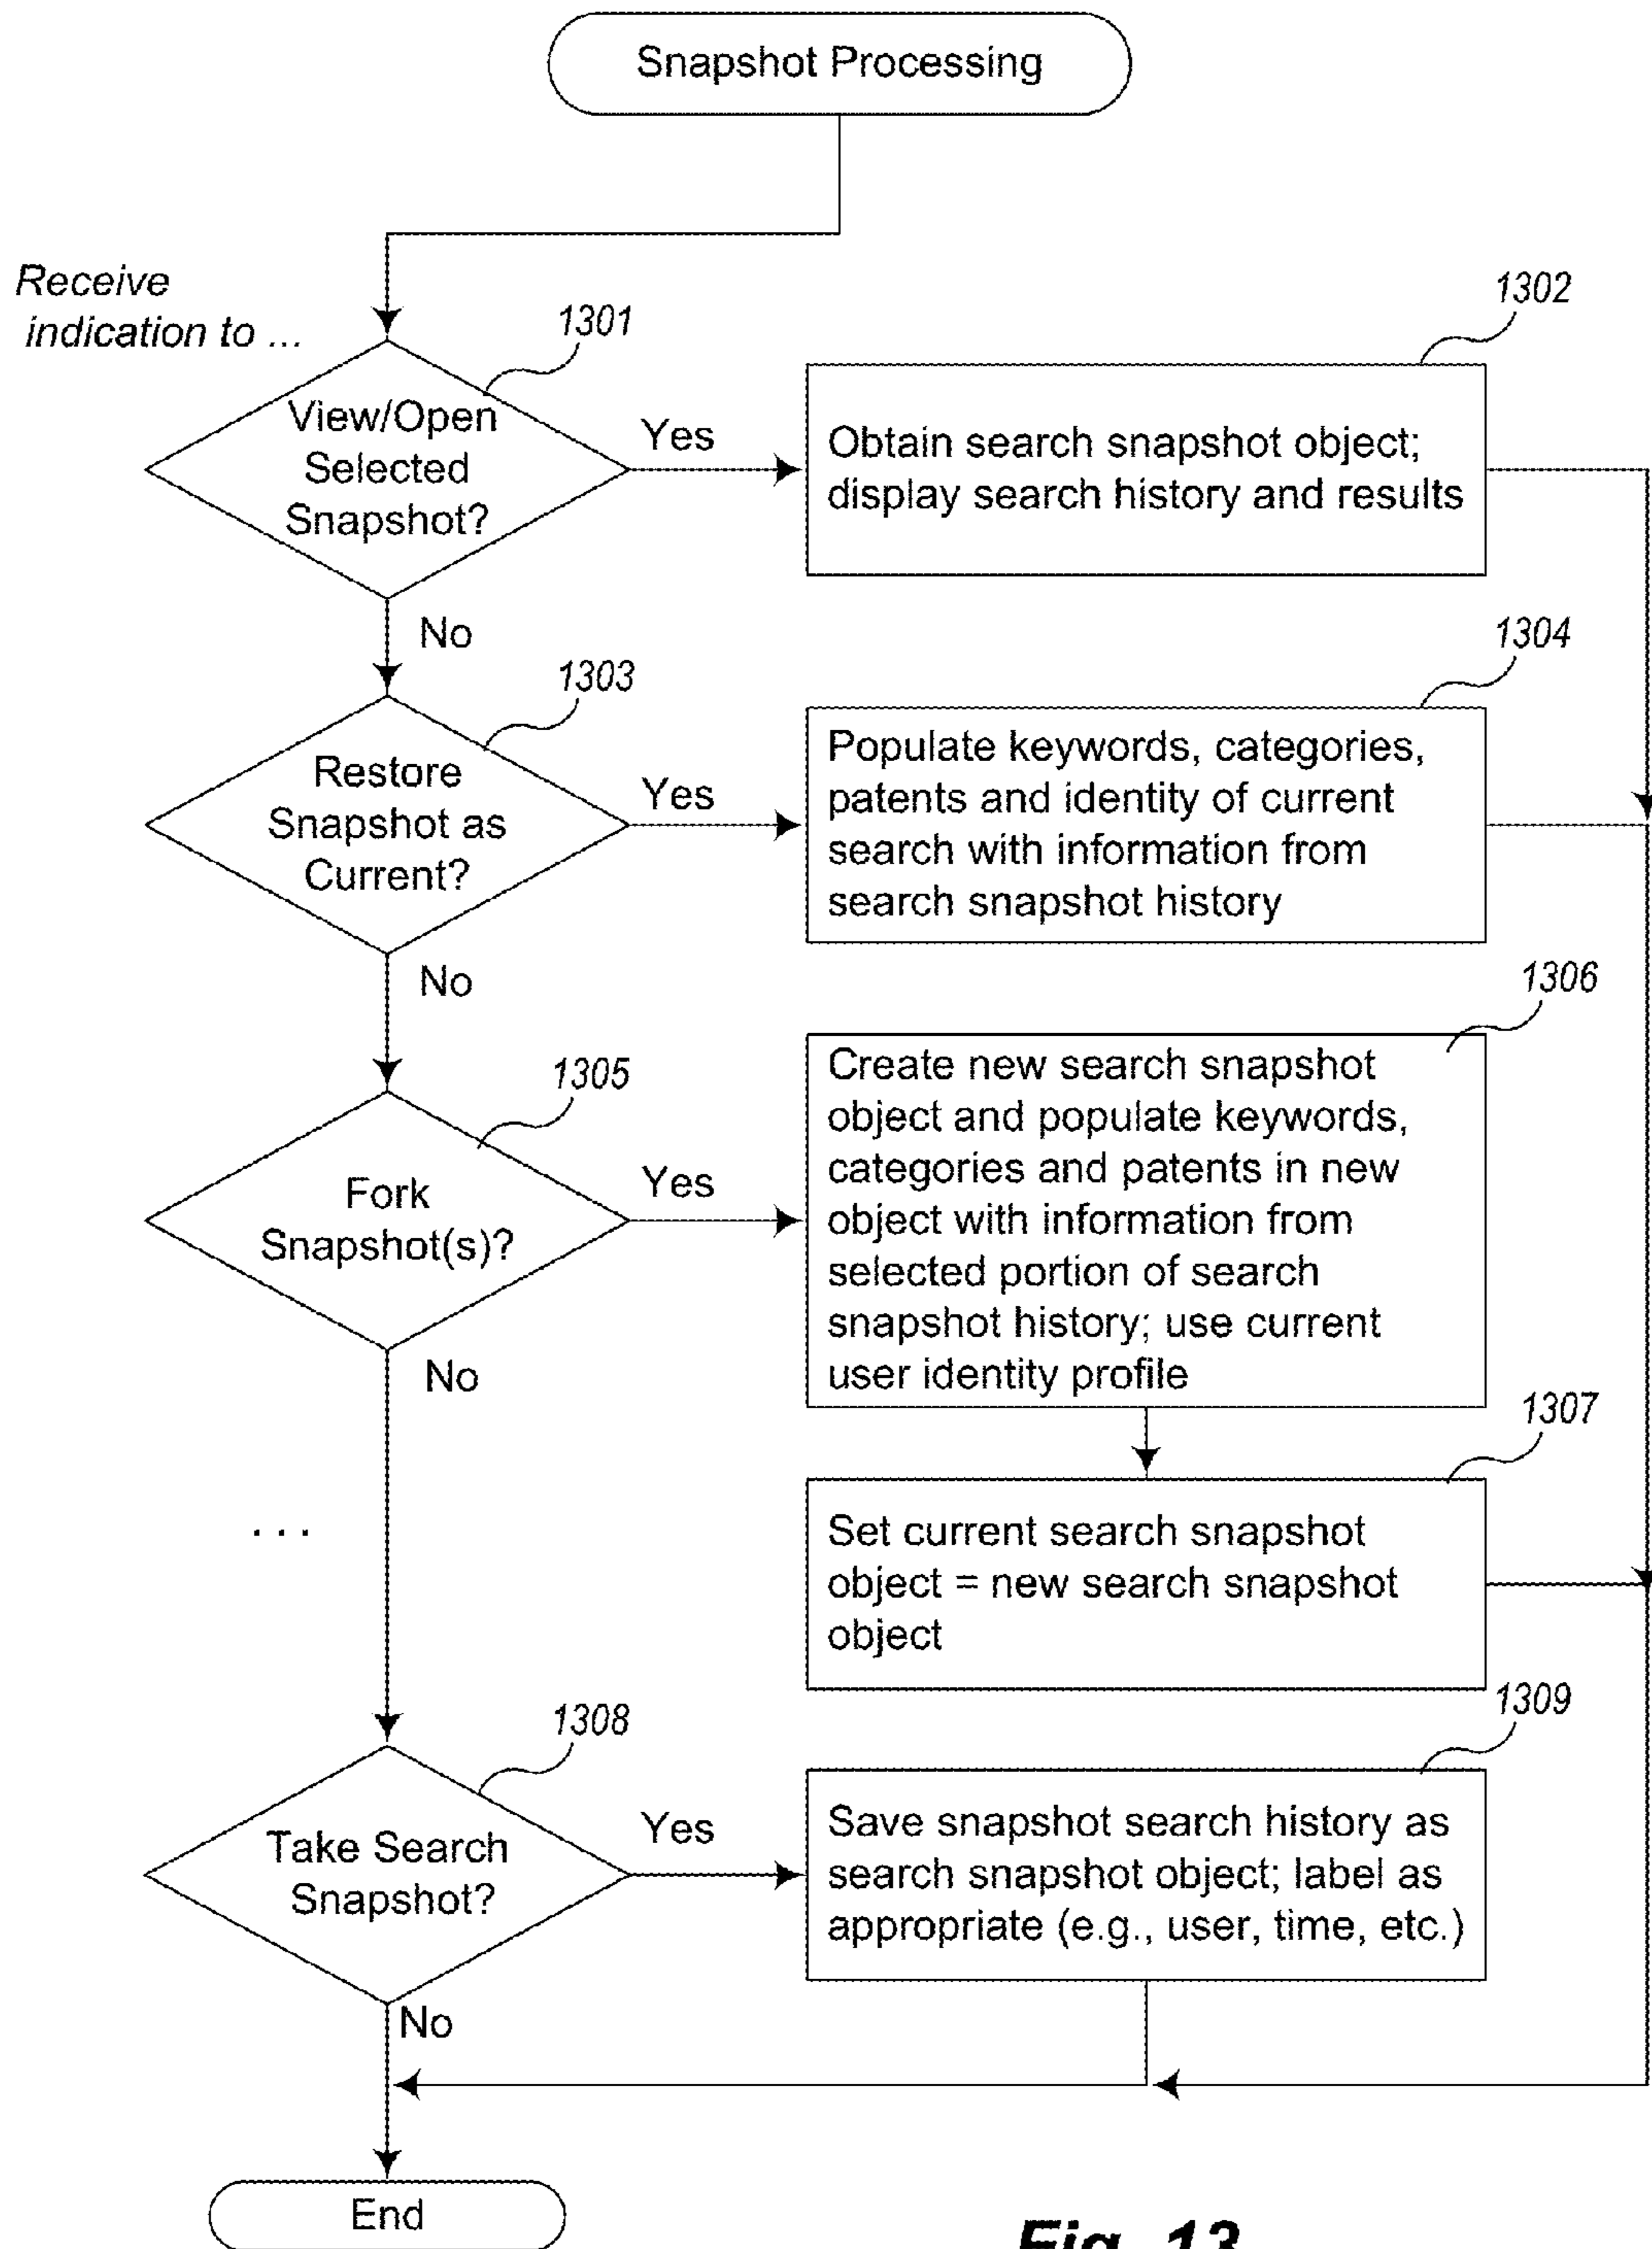 Snapshot Processing
Receive
indication to ...
1301
View/Open
Selected
Snapshot?
Yes
1302
Obtain search snapshot object;
display search history and results
No
1303
Restore
Snapshot as
Current?
Yes
1304
Populate keywords, categories,
patents and identity of current
search with information from
search snapshot history
No
1305
Fork
Snapshot(s)?
Yes
1306
Create new search snapshot
object and populate keywords,
categories and patents in new
object with information from
selected portion of search
snapshot history; use current
user identity profile
No
1307
Set current search snapshot
object = new search snapshot
object
...
1308
Take Search
Snapshot?
Yes
1309
Save snapshot search history as
search snapshot object; label as
appropriate (e.g., user, time, etc.)
No
End
Fig. 13